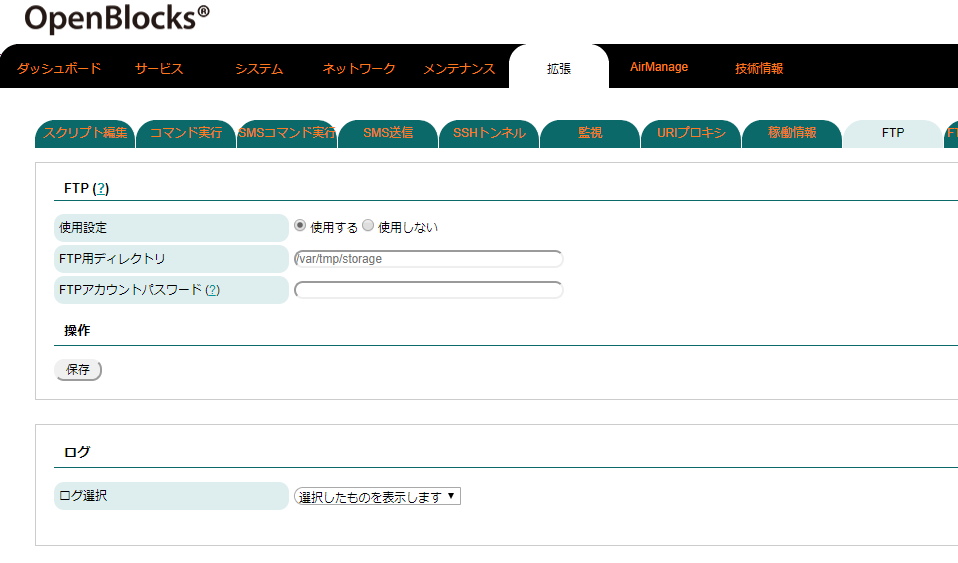 OpenBlocks®
ダッシュボード サービス システム ネットワーク メンテナンス 拡張 AirManage 技術情報
スクリプト編集 コマンド実行 SMSコマンド実行 SMS送信 SSHトンネル 監視 URIプロキシ 稼働情報 FTP FT
FTP (?)
使用設定 使用する 使用しない
FTP用ディレクトリ /var/tmp/storage
FTPアカウントパスワード (?)
操作
保存
ログ
ログ選択 選択したものを表示します